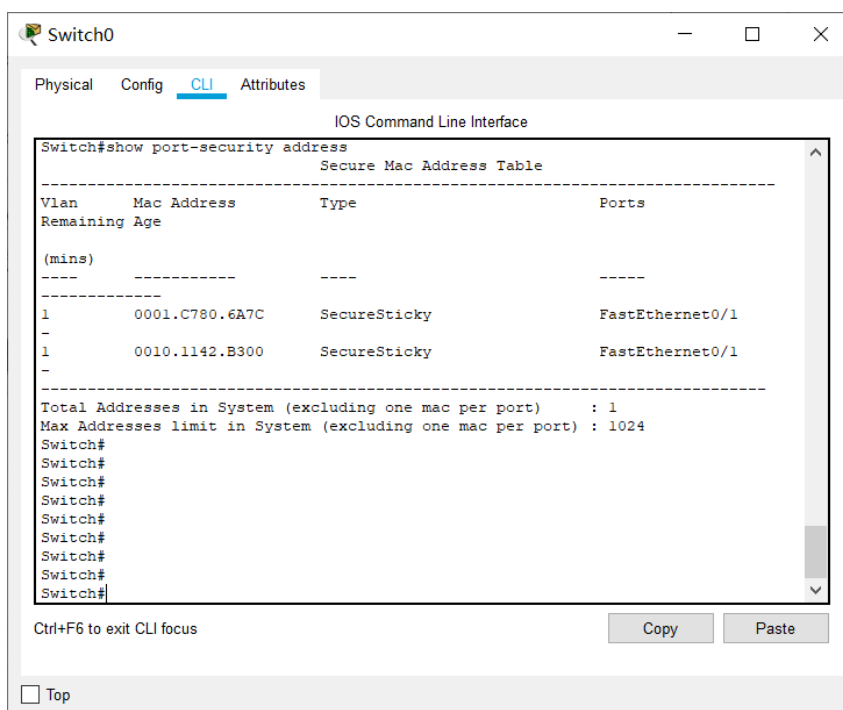 Switch0
Physical Config CLI Attributes
IOS Command Line Interface
Switch#show port-security address
Secure Mac Address Table
-------------------------------------------------------------------------------
Vlan Mac Address Type Ports
Remaining Age
(mins)
---- ----------- ---- -----
-------------
1 0001.C780.6A7C SecureSticky FastEthernet0/1
-
1 0010.1142.B300 SecureSticky FastEthernet0/1
-
------------------------------------------------------------------------------
Total Addresses in System (excluding one mac per port) : 1
Max Addresses limit in System (excluding one mac per port) : 1024
Switch#
Switch#
Switch#
Switch#
Switch#
Switch#
Switch#
Switch#
Switch#
Ctrl+F6 to exit CLI focus Copy Paste
Top